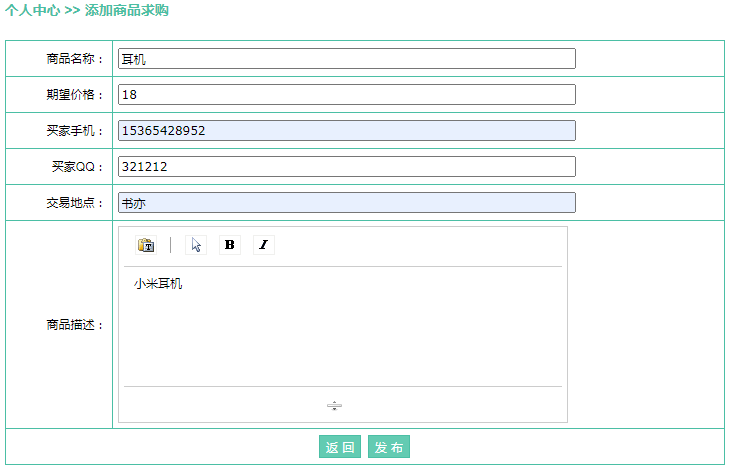 个人中心 >> 添加商品求购
商品名称： 耳机
期望价格： 18
买家手机： 15365428952
买家QQ： 321212
交易地点： 书亦
B I
商品描述： 小米耳机
返 回 发 布